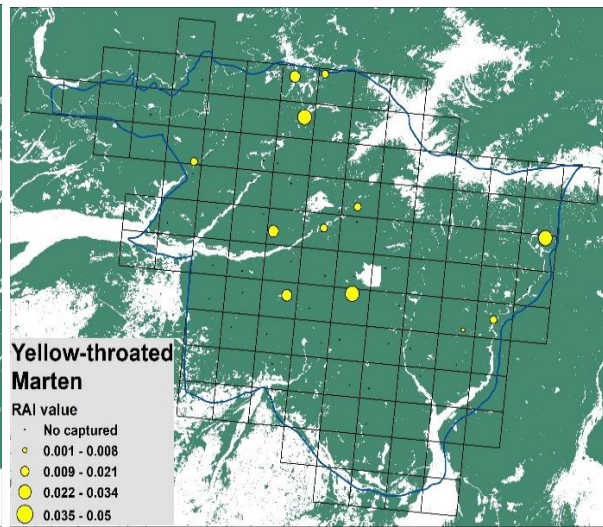 Yellow-throated
Marten
RAI value
No captured
0.001 - 0.008
0.009 - 0.021
0.022 - 0.034
0.035 - 0.05